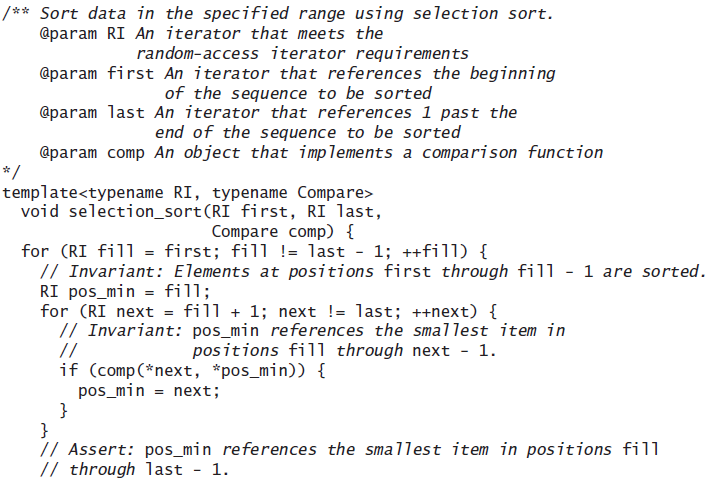 /** Sort data in the specified range using selection sort.
@param RI An iterator that meets the
random-access iterator requirements
@param first An iterator that references the beginning
of the sequence to be sorted
@param last An iterator that references 1 past the
end of the sequence to be sorted
@param comp An object that implements a comparison function
*/
template<typename RI, typename Compare>
void selection_sort(RI first, RI last,
Compare comp) {
for (RI fill = first; fill != last - 1; ++fill) {
// Invariant: Elements at positions first through fill - 1 are sorted.
RI pos_min = fill;
for (RI next = fill + 1; next != last; ++next) {
// Invariant: pos_min references the smallest item in
// positions fill through next - 1.
if (comp(*next, *pos_min)) {
pos_min = next;
}
}
// Assert: pos_min references the smallest item in positions fill
// through last - 1.